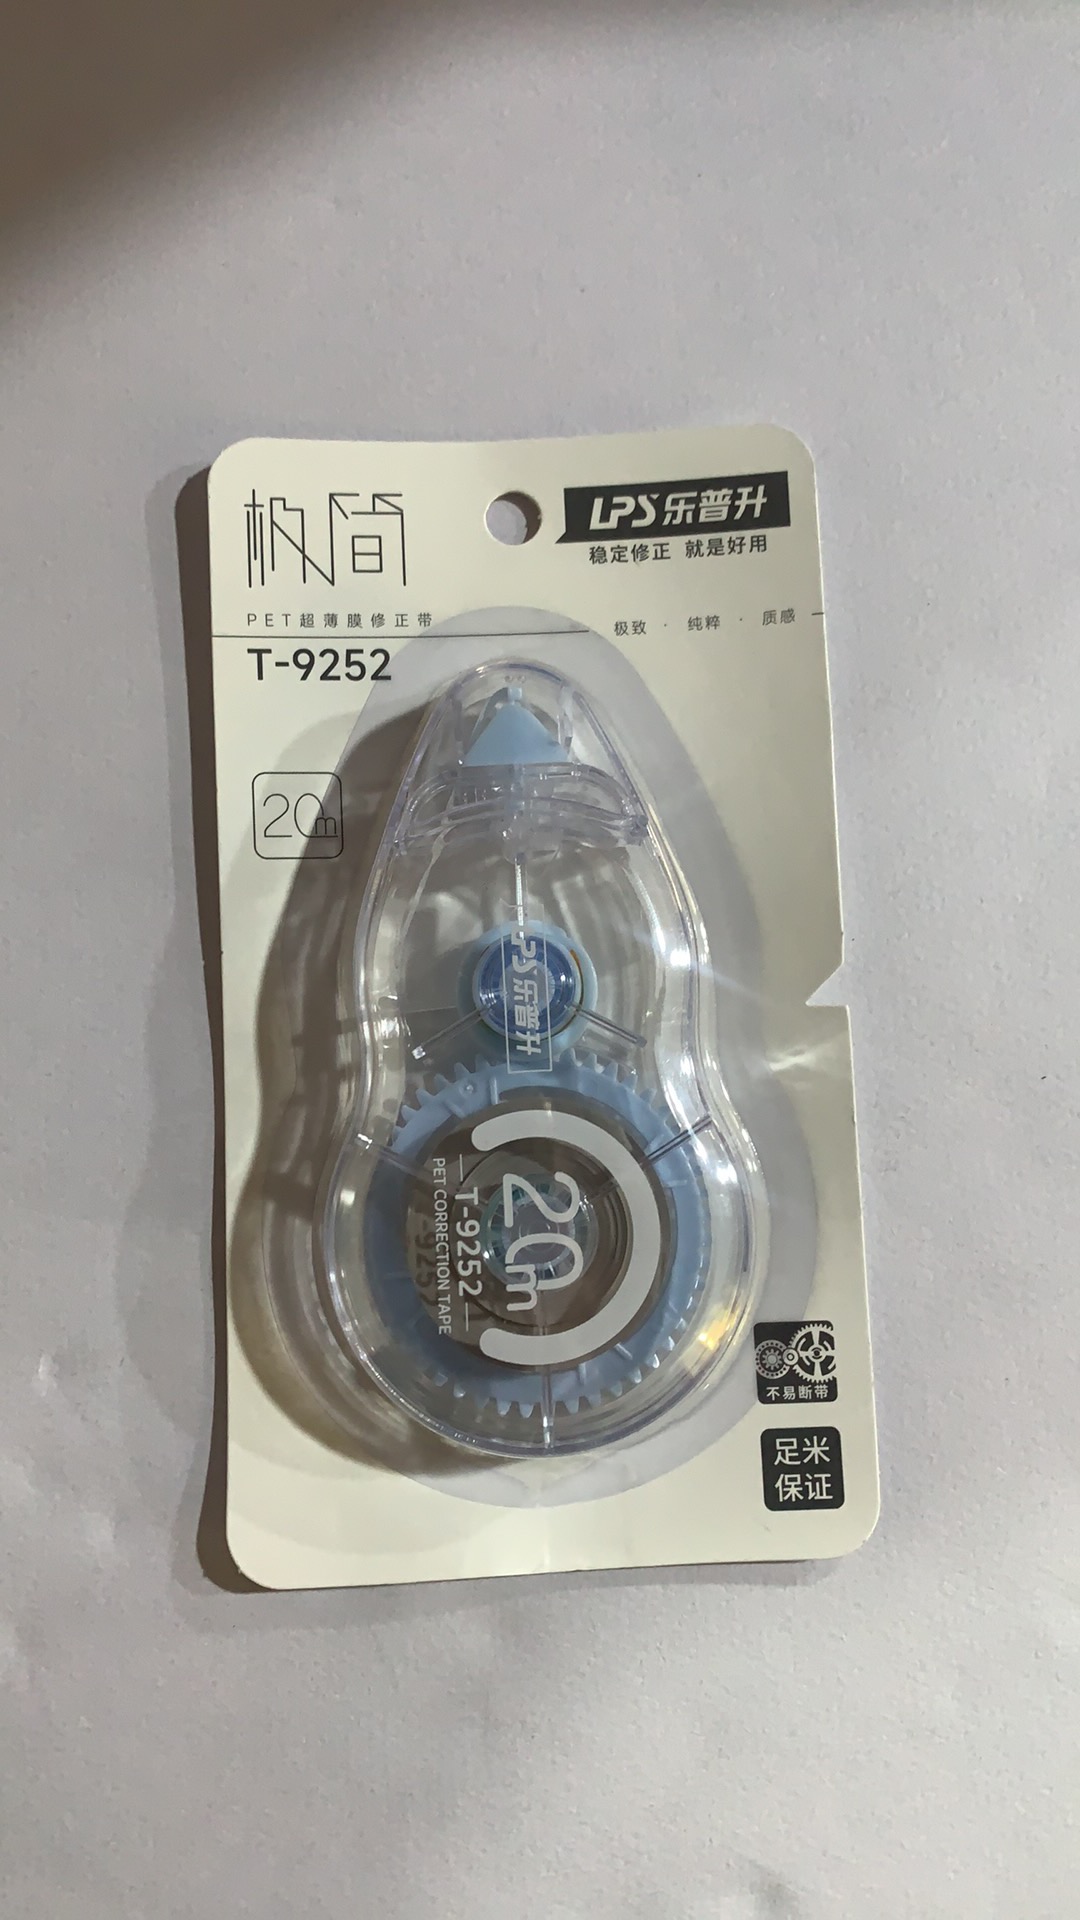 极简
LPS乐普升
稳定修正 就是好用
PET超薄膜修正带
极致 · 纯粹 · 质感
T-9252
20m
LPS乐普升
20m
T-9252
PET CORRECTION TAPE
不易断带
足米
保证